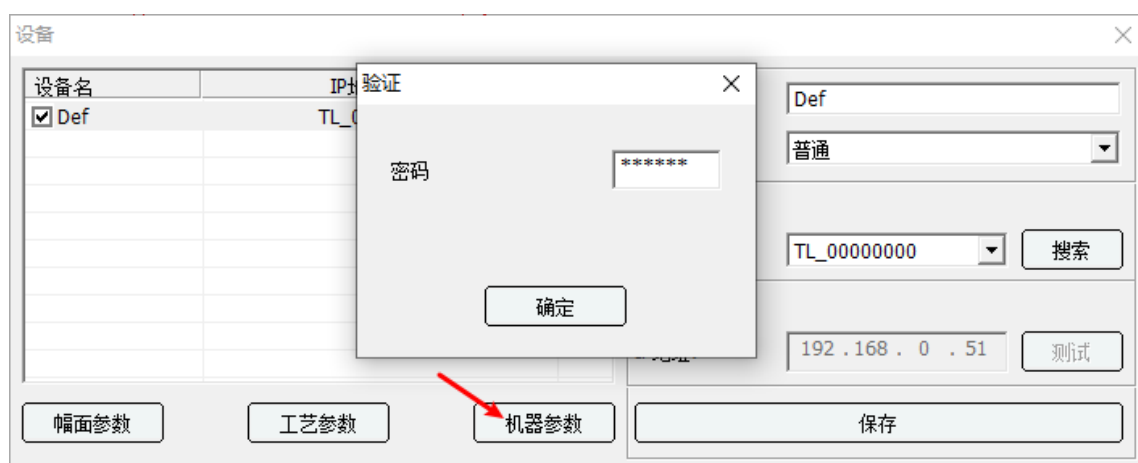 设备
设备名
Def
TL_
验证
密码
******
确定
Def
普通
TL_00000000
搜索
192 .168 . 0 . 51
测试
幅面参数
工艺参数
机器参数
保存